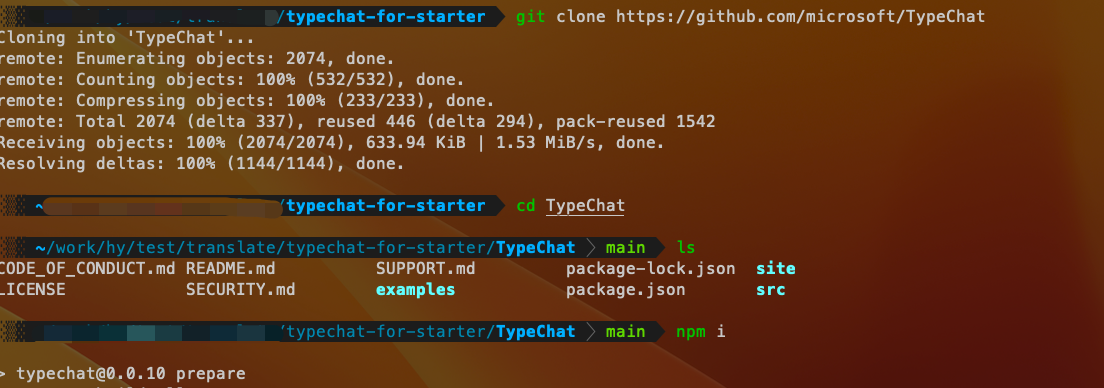 /typechat-for-starter git clone https://github.com/microsoft/TypeChat
Cloning into 'TypeChat'...
remote: Enumerating objects: 2074, done.
remote: Counting objects: 100% (532/532), done.
remote: Compressing objects: 100% (233/233), done.
remote: Total 2074 (delta 337), reused 446 (delta 294), pack-reused 1542
Receiving objects: 100% (2074/2074), 633.94 KiB | 1.53 MiB/s, done.
Resolving deltas: 100% (1144/1144), done.
~ /typechat-for-starter cd TypeChat
~/work/hy/test/translate/typechat-for-starter/TypeChat main ls
CODE_OF_CONDUCT.md README.md SUPPORT.md package-lock.json site
LICENSE SECURITY.md examples package.json src
/typechat-for-starter/TypeChat main npm i
> typechat@0.0.10 prepare